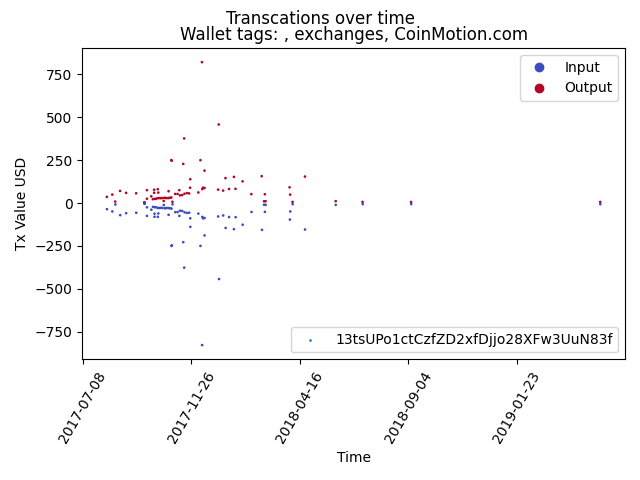 Transcations over time
Wallet tags: , exchanges, CoinMotion.com
Input
Output
750
500
250
0
−250
−500
−750
Tx Value USD
13tsUPo1ctCzfZD2xfDjjo28XFw3UuN83f
2017-07-08
2017-11-26
2018-04-16
2018-09-04
2019-01-23
Time